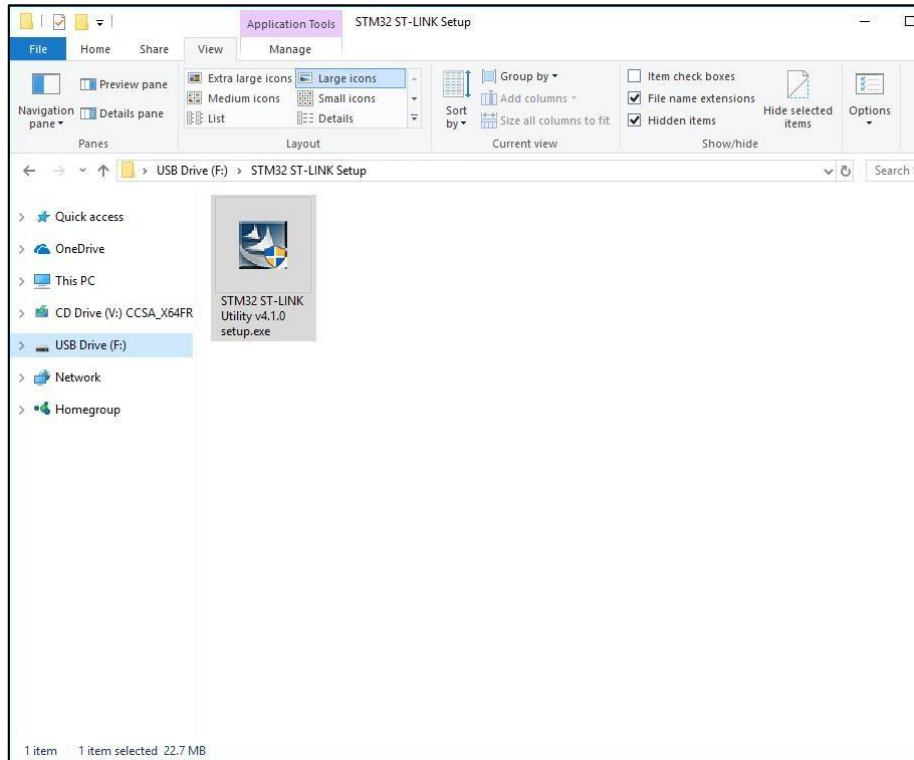 Application Tools STM32 ST-LINK Setup
File Home Share View Manage
Navigation pane
Preview pane
Details pane
Panes
Extra large icons Large icons
Medium icons Small icons
List Details
Layout
Sort by
Group by
Add columns
Size all columns to fit
Current view
Item check boxes
File name extensions
Hidden items
Hide selected items
Show/hide
Options
USB Drive (F:) STM32 ST-LINK Setup
Search
Quick access
OneDrive
This PC
CD Drive (V:) CCSA_X64FR
USB Drive (F:)
Network
Homegroup
STM32 ST-LINK
Utility v4.1.0
setup.exe
1 item 1 item selected 22.7 MB